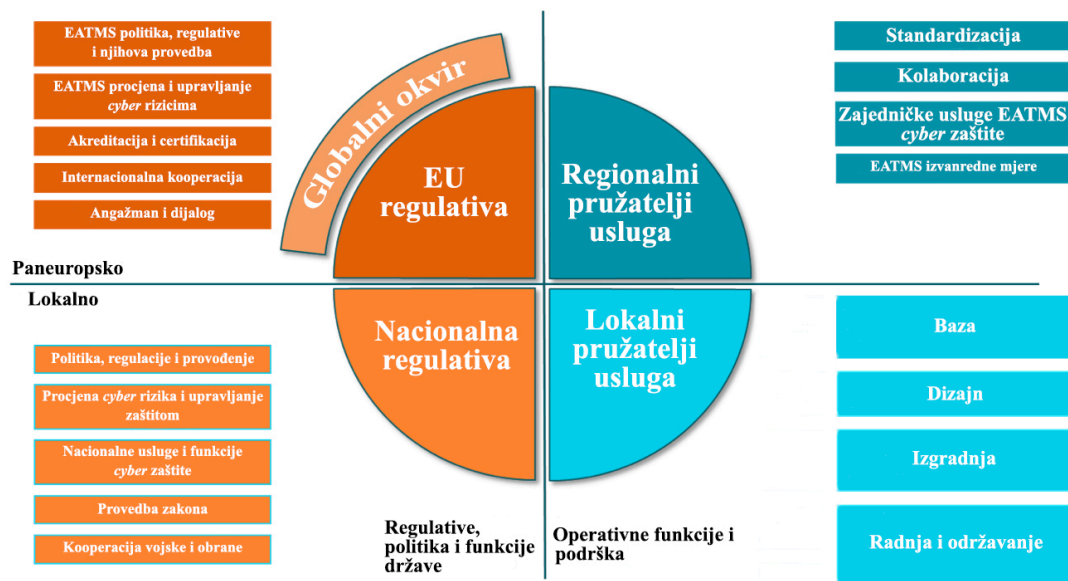 EATMS politika, regulative
i njihova provedba
EATMS procjena i upravljanje
cyber rizicima
Akreditacija i certifikacija
Internacionalna kooperacija
Angažman i dijalog
Globalni okvir
EU
regulativa
Regionalni
pružatelji
usluga
Standardizacija
Kolaboracija
Zajedničke usluge EATMS
cyber zaštite
EATMS izvanredne mjere
Paneuropsko
Lokalno
Politika, regulacije i provođenje
Procjena cyber rizika i upravljanje
zaštitom
Nacionalne usluge i funkcije
cyber zaštite
Provedba zakona
Kooperacija vojske i obrane
Nacionalna
regulativa
Lokalni
pružatelji
usluga
Baza
Dizajn
Izgradnja
Radnja i održavanje
Regulative,
politika i funkcije
države
Operativne funkcije i
podrška